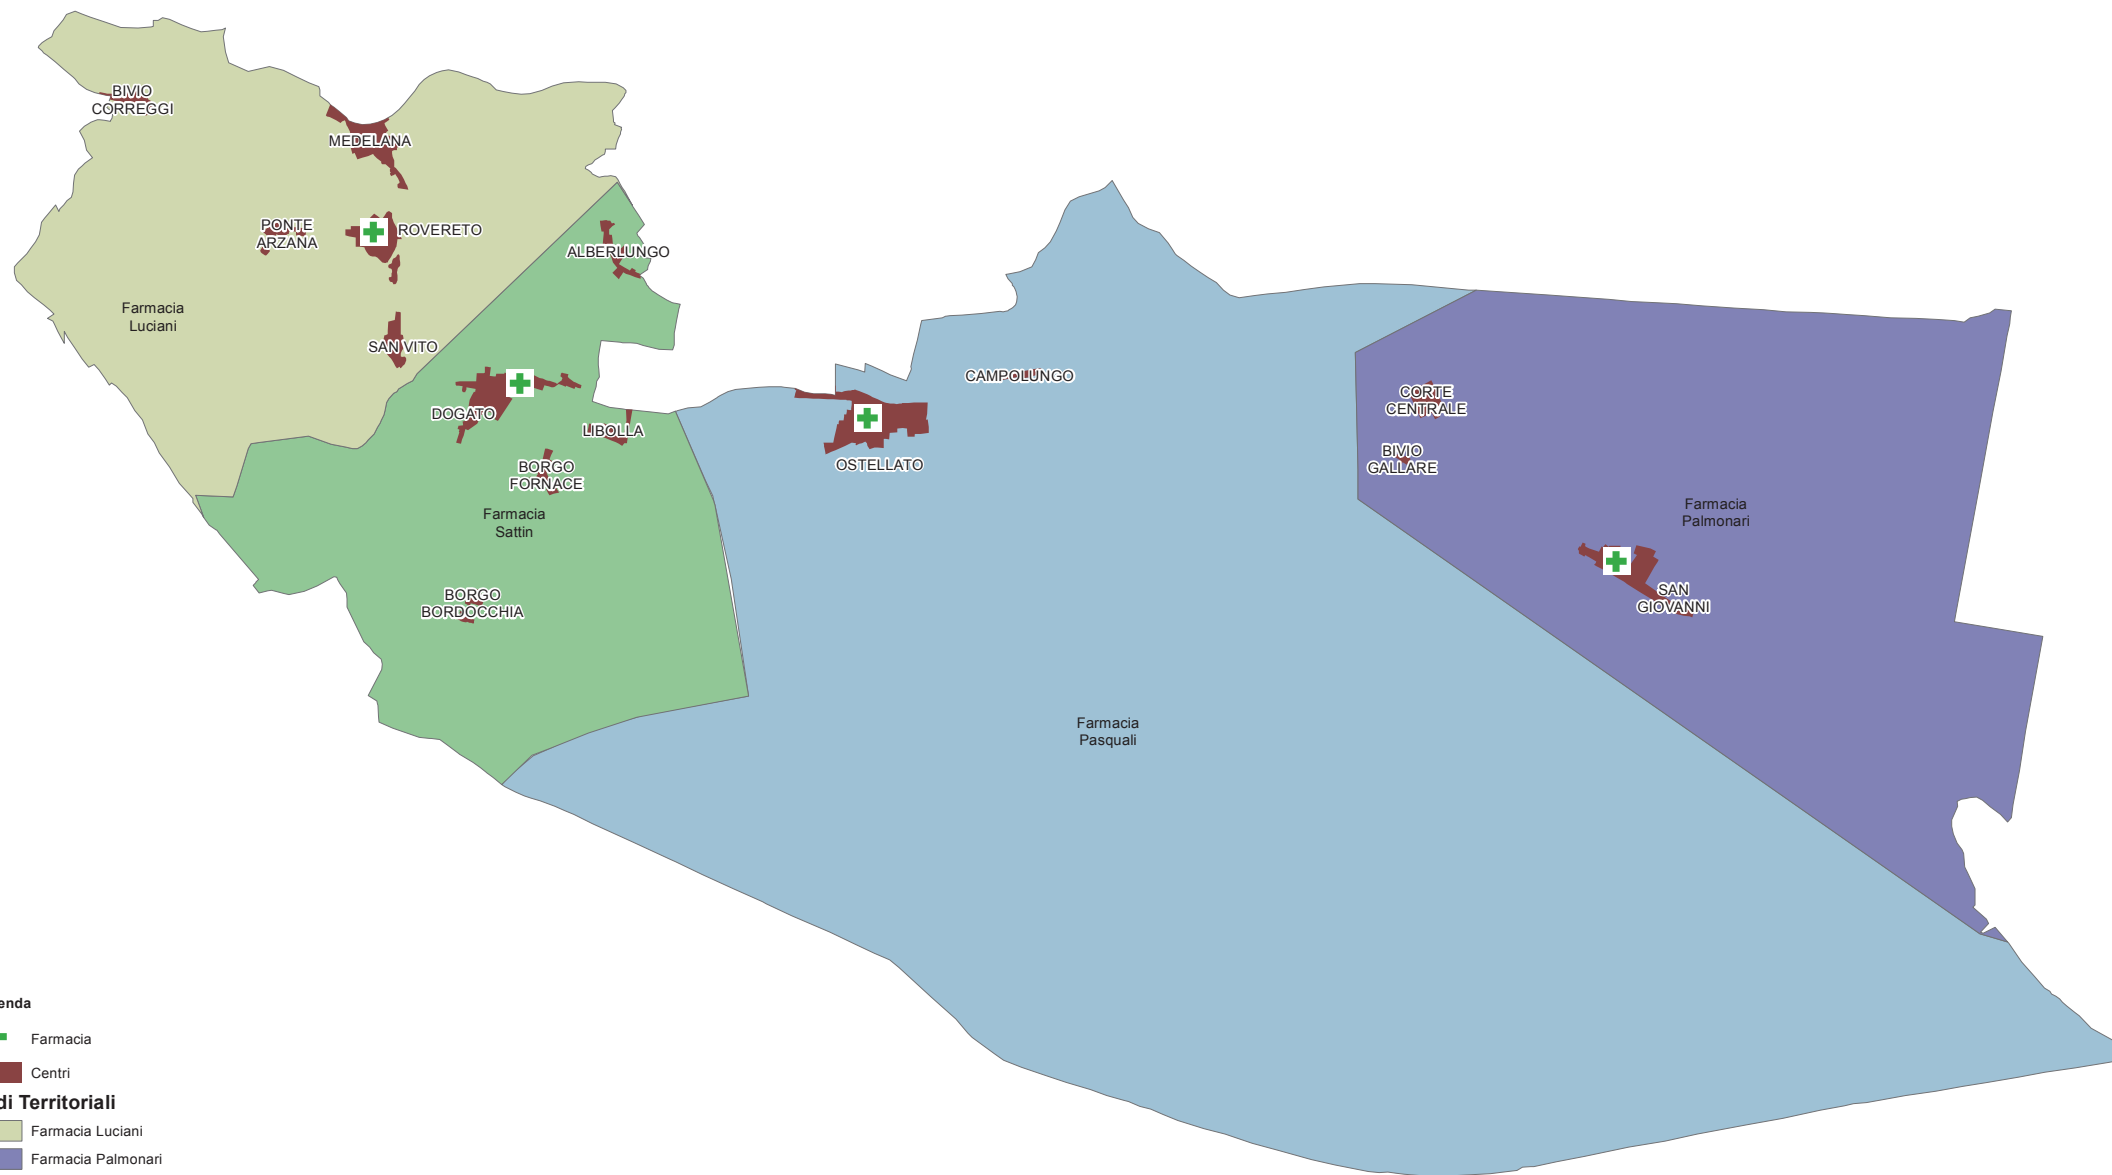 BIVIO
CORREGGI
MEDELANA
PONTE
ARZANA
ROVERETO
ALBERLUNGO
Farmacia
Luciani
SAN VITO
CAMPOLUNGO
CORTE
CENTRALE
DOGATO
LIBOLLA
BIVIO
GALLARE
OSTELLATO
BORGO
FORNACE
Farmacia
Sattin
Farmacia
Palmonari
BORGO
BORDOCCHIA
SAN
GIOVANNI
Farmacia
Pasquali
enda
Farmacia
Centri
di Territoriali
Farmacia Luciani
Farmacia Palmonari